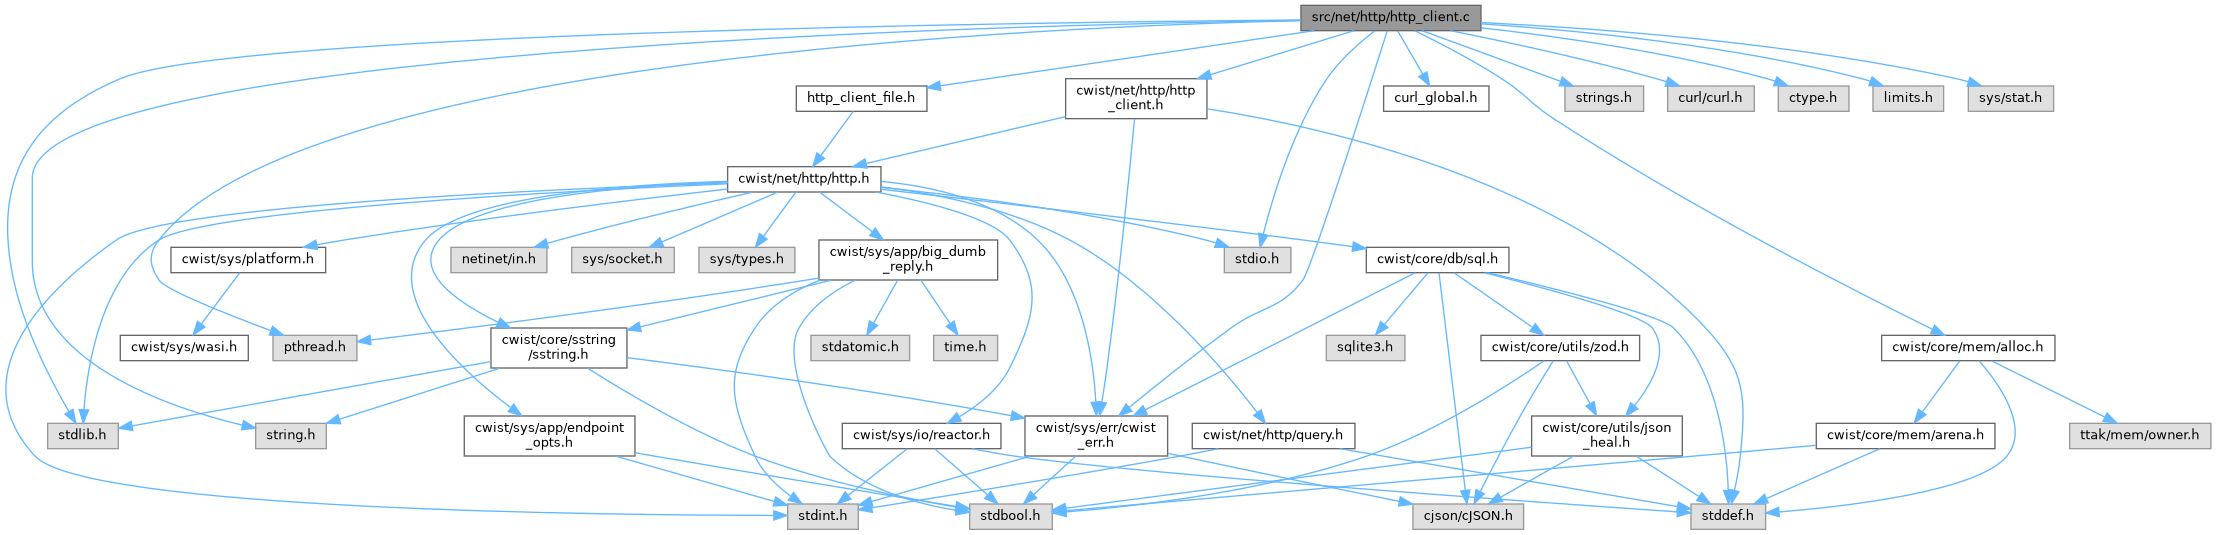 src/net/http/http_client.c
http_client_file.h
cwist/net/http/http
_client.h
curl_global.h
strings.h
curl/curl.h
ctype.h
limits.h
sys/stat.h
cwist/net/http/http.h
cwist/sys/platform.h
netinet/in.h
sys/socket.h
sys/types.h
cwist/sys/app/big_dumb
_reply.h
stdio.h
cwist/core/db/sql.h
cwist/sys/wasi.h
pthread.h
cwist/core/sstring
/sstring.h
stdatomic.h
time.h
sqlite3.h
cwist/core/utils/zod.h
cwist/core/mem/alloc.h
stdlib.h
string.h
cwist/sys/app/endpoint
_opts.h
cwist/sys/io/reactor.h
cwist/sys/err/cwist
_err.h
cwist/net/http/query.h
cwist/core/utils/json
_heal.h
cwist/core/mem/arena.h
ttak/mem/owner.h
stdint.h
stdbool.h
cjson/cJSON.h
stddef.h